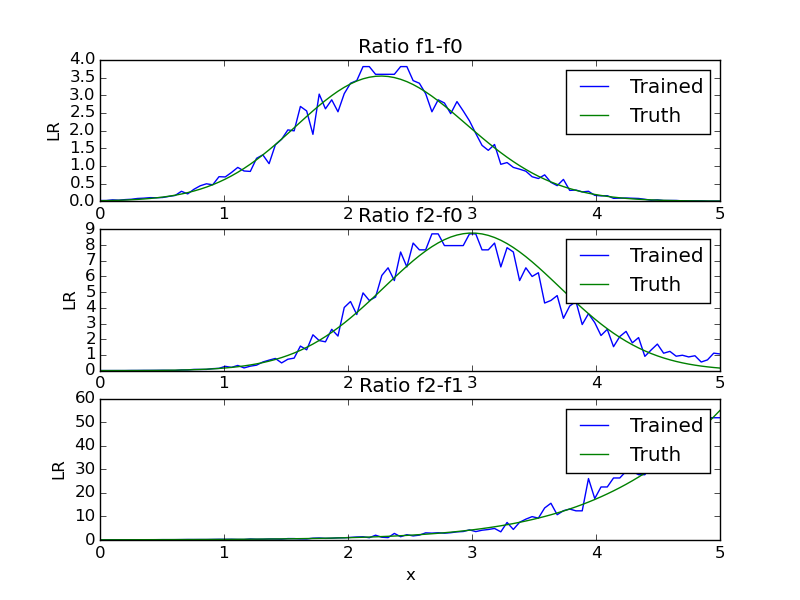 Ratio f1-f0
4.0
3.5
3.0
2.5
2.0
1.5
1.0
0.5
0.0
LR
Trained
Truth
0 1 2 3 4 5
Ratio f2-f0
9
8
7
6
5
4
3
2
1
0
LR
Trained
Truth
0 1 2 3 4 5
Ratio f2-f1
60
50
40
30
20
10
0
LR
Trained
Truth
0 1 2 3 4 5
x